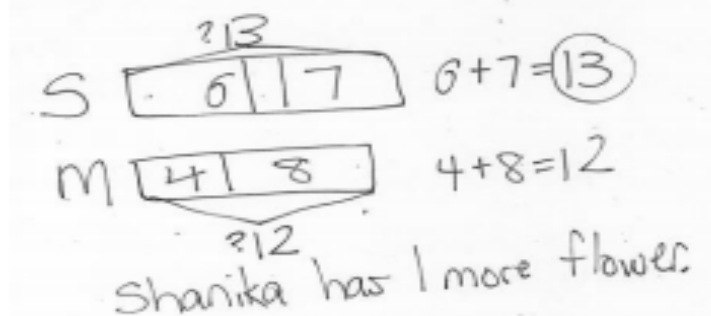 ?13
S 6 7 6+7=13
M 4 8 4+8=12
?12
Shanika has 1 more flower.